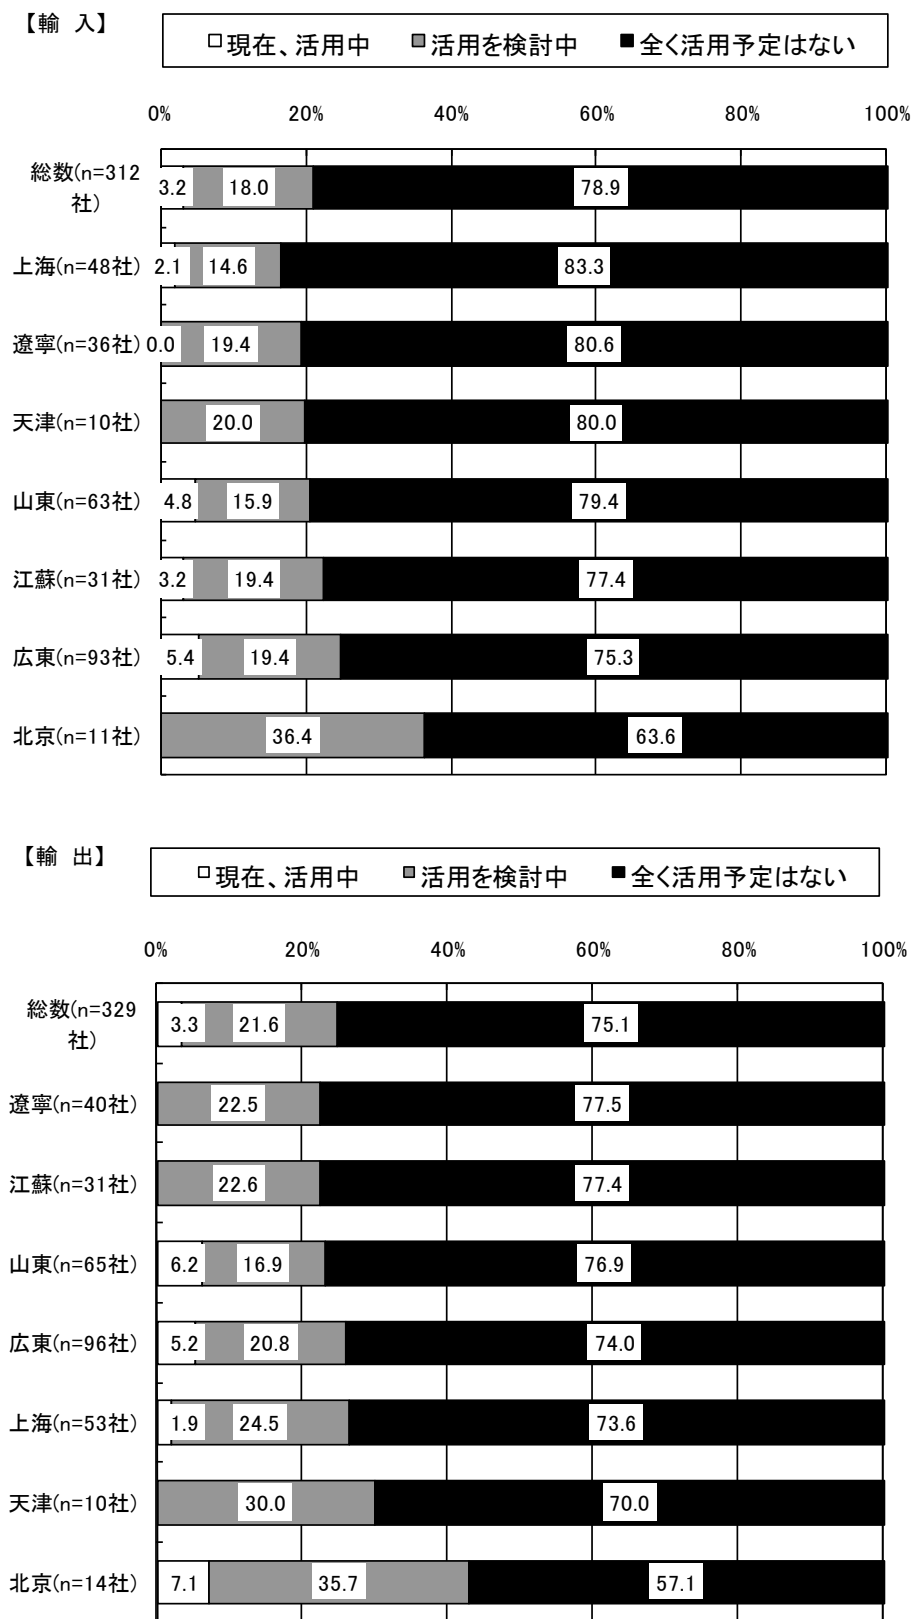 【輸 入】
□現在、活用中 ■活用を検討中 ■全く活用予定はない
0% 20% 40% 60% 80% 100%
総数(n=312
社)
3.2 18.0 78.9
上海(n=48社) 2.1 14.6 83.3
遼寧(n=36社) 0.0 19.4 80.6
天津(n=10社) 20.0 80.0
山東(n=63社) 4.8 15.9 79.4
江蘇(n=31社) 3.2 19.4 77.4
広東(n=93社) 5.4 19.4 75.3
北京(n=11社) 36.4 63.6
【輸 出】
□現在、活用中 ■活用を検討中 ■全く活用予定はない
0% 20% 40% 60% 80% 100%
総数(n=329
社)
3.3 21.6 75.1
遼寧(n=40社) 22.5 77.5
江蘇(n=31社) 22.6 77.4
山東(n=65社) 6.2 16.9 76.9
広東(n=96社) 5.2 20.8 74.0
上海(n=53社) 1.9 24.5 73.6
天津(n=10社) 30.0 70.0
北京(n=14社) 7.1 35.7 57.1